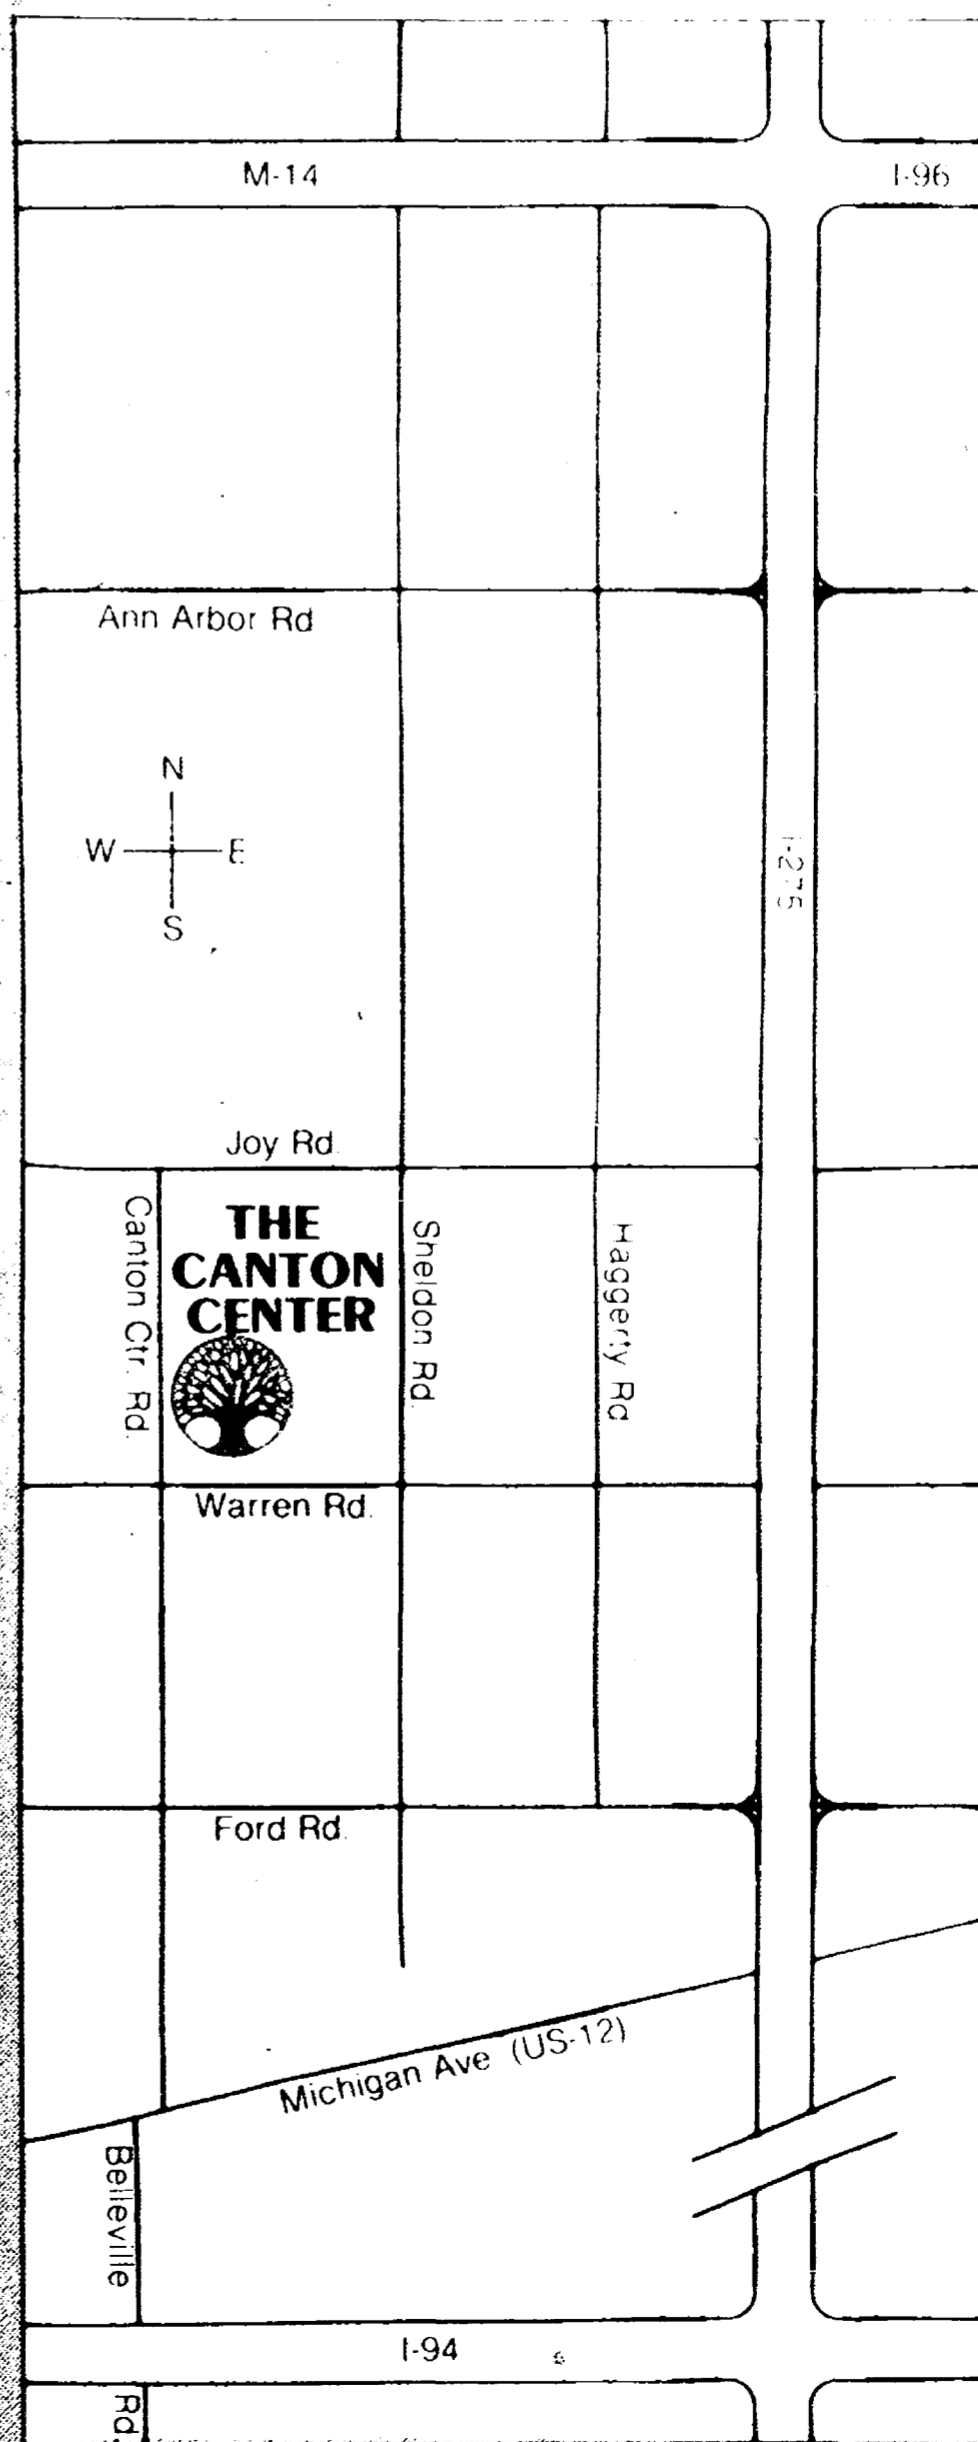 M-14
I-96
Ann Arbor Rd
N
W E
S
I-275
Joy Rd.
Canton Ctr. Rd.
THE
CANTON
CENTER
Sheldon Rd.
Haggerty Rd
Warren Rd.
Ford Rd.
Michigan Ave (US-12)
Belleville
I-94
Rd.